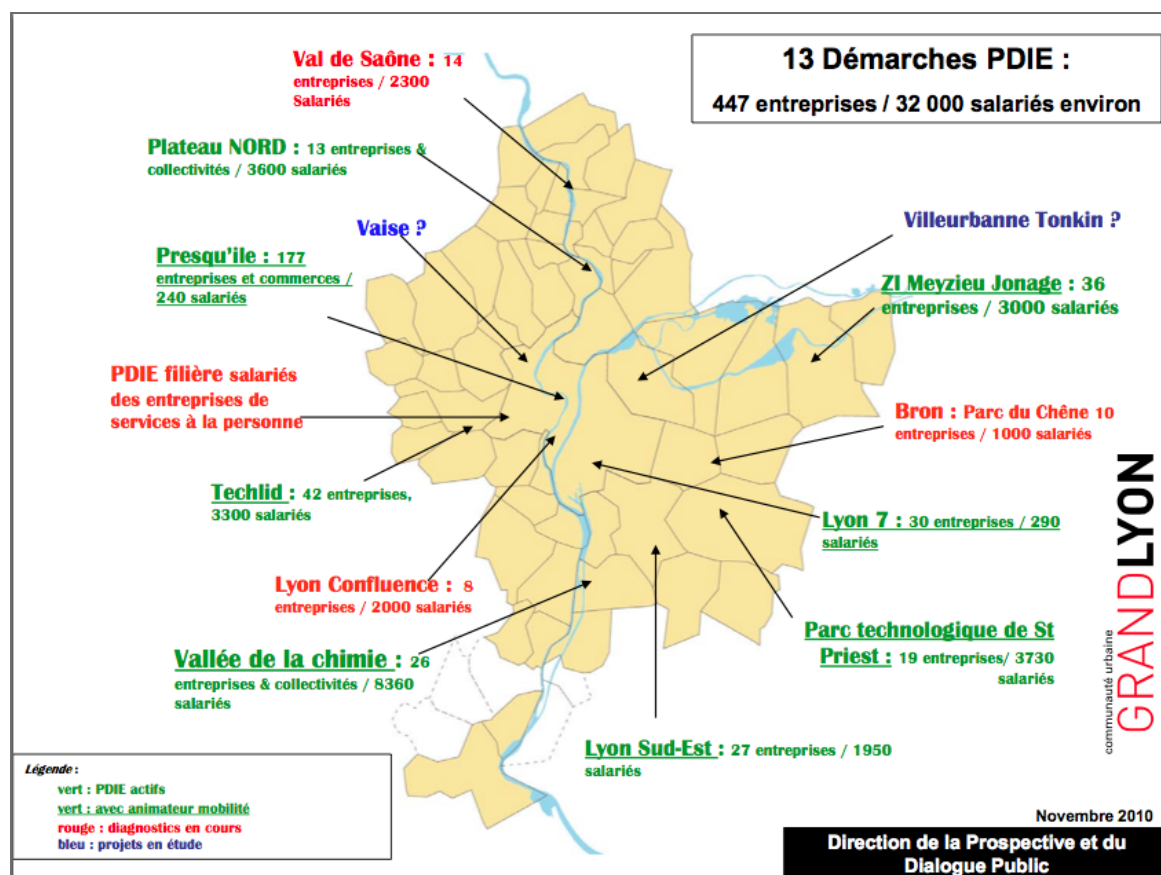 13 Démarches PDIE :
447 entreprises / 32 000 salariés environ
Val de Saône : 14
entreprises / 2300
Salariés
Plateau NORD : 13 entreprises &
collectivités / 3600 salariés
Vaise ?
Villeurbanne Tonkin ?
Presqu'ile : 177
entreprises et commerces /
240 salariés
ZI Meyzieu Jonage : 36
entreprises / 3000 salariés
PDIE filière salariés
des entreprises de
services à la personne
Bron : Parc du Chêne 10
entreprises / 1000 salariés
Techlid : 42 entreprises,
3300 salariés
Lyon 7 : 30 entreprises / 290
salariés
Lyon Confluence : 8
entreprises / 2000 salariés
Parc technologique de St
Priest : 19 entreprises/ 3730
salariés
Vallée de la chimie : 26
entreprises & collectivités / 8360
salariés
Lyon Sud-Est : 27 entreprises / 1950
salariés
communauté urbaine
GRANDLYON
Légende :
vert : PDIE actifs
vert : avec animateur mobilité
rouge : diagnostics en cours
bleu : projets en étude
Novembre 2010
Direction de la Prospective et du
Dialogue Public